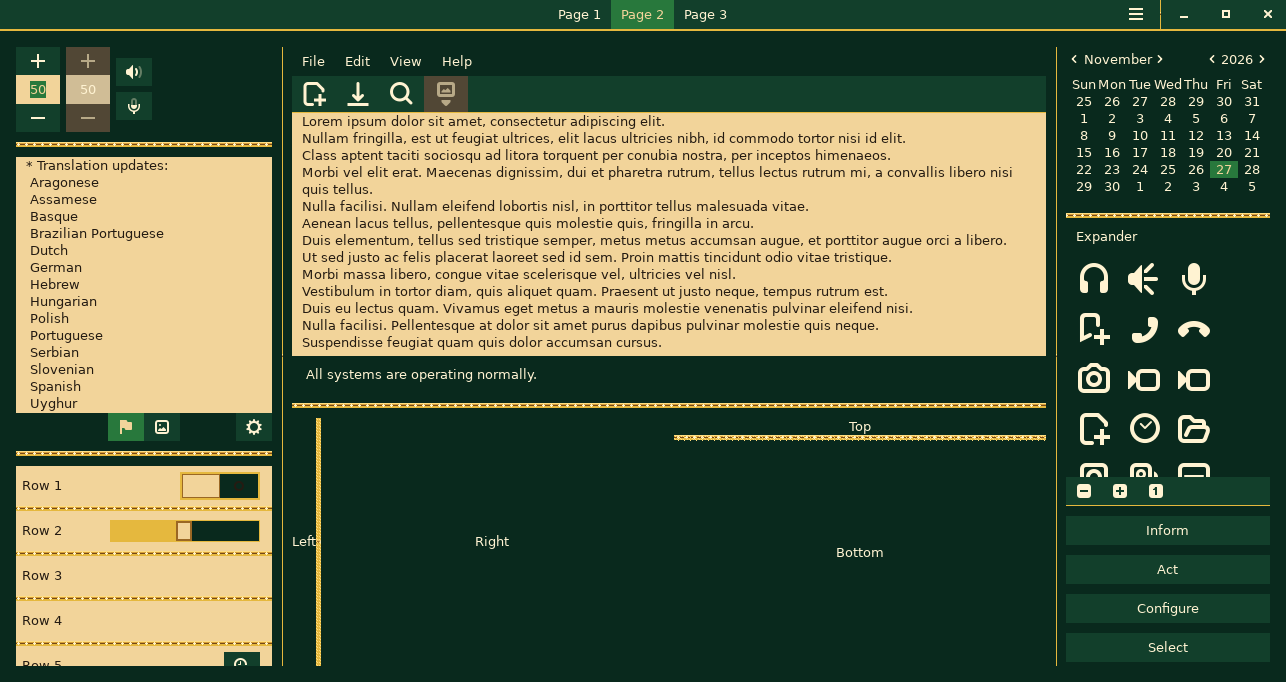 Page 1 Page 2 Page 3
50 50
* Translation updates:
Aragonese
Assamese
Basque
Brazilian Portuguese
Dutch
German
Hebrew
Hungarian
Polish
Portuguese
Serbian
Slovenian
Spanish
Uyghur
Row 1
Row 2
Row 3
Row 4
Row 5
File Edit View Help
Lorem ipsum dolor sit amet, consectetur adipiscing elit.
Nullam fringilla, est ut feugiat ultrices, elit lacus ultricies nibh, id commodo tortor nisi id elit.
Class aptent taciti sociosqu ad litora torquent per conubia nostra, per inceptos himenaeos.
Morbi vel elit erat. Maecenas dignissim, dui et pharetra rutrum, tellus lectus rutrum mi, a convallis libero nisi
quis tellus.
Nulla facilisi. Nullam eleifend lobortis nisl, in porttitor tellus malesuada vitae.
Aenean lacus tellus, pellentesque quis molestie quis, fringilla in arcu.
Duis elementum, tellus sed tristique semper, metus metus accumsan augue, et porttitor augue orci a libero.
Ut sed justo ac felis placerat laoreet sed id sem. Proin mattis tincidunt odio vitae tristique.
Morbi massa libero, congue vitae scelerisque vel, ultricies vel nisl.
Vestibulum in tortor diam, quis aliquet quam. Praesent ut justo neque, tempus rutrum est.
Duis eu lectus quam. Vivamus eget metus a mauris molestie venenatis pulvinar eleifend nisi.
Nulla facilisi. Pellentesque at dolor sit amet purus dapibus pulvinar molestie quis neque.
Suspendisse feugiat quam quis dolor accumsan cursus.
All systems are operating normally.
Left
Right
Top
Bottom
November 2026
Sun Mon Tue Wed Thu Fri Sat
25 26 27 28 29 30 31
1 2 3 4 5 6 7
8 9 10 11 12 13 14
15 16 17 18 19 20 21
22 23 24 25 26 27 28
29 30 1 2 3 4 5
Expander
1
Inform
Act
Configure
Select